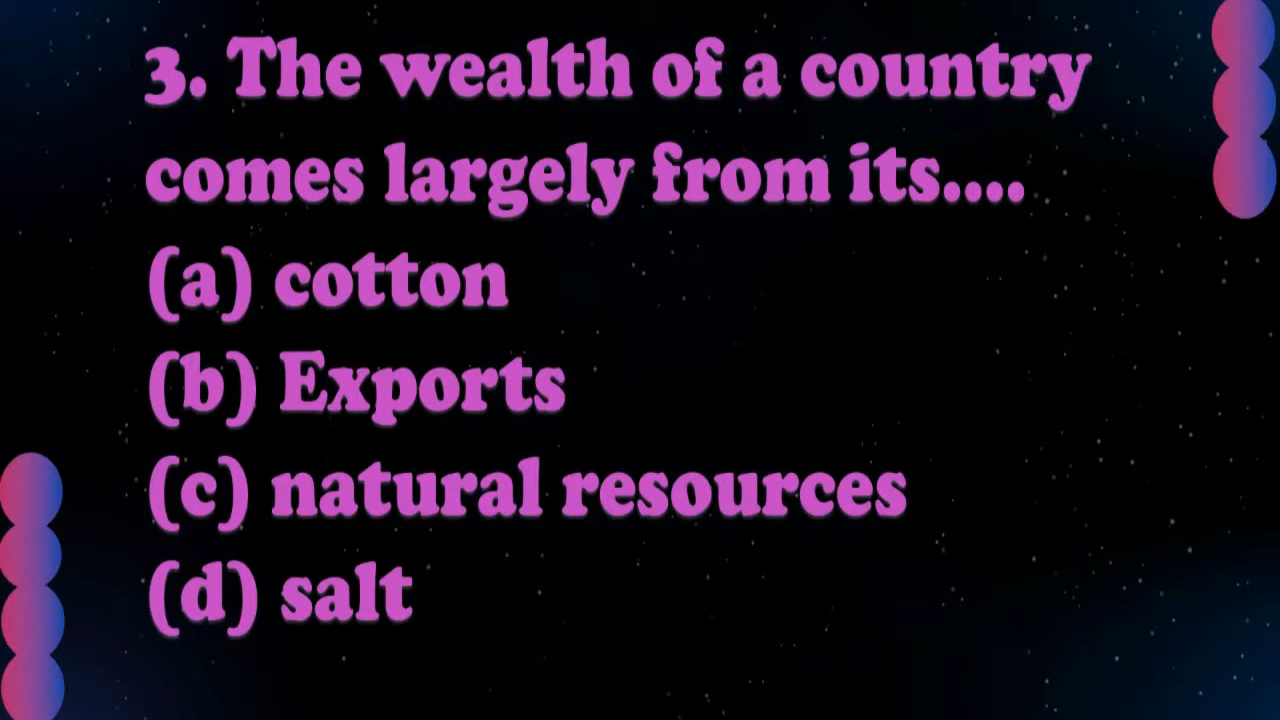 3. The wealth of a country
comes largely from its....
(a) cotton
(b) Exports
(c) natural resources
(d) salt